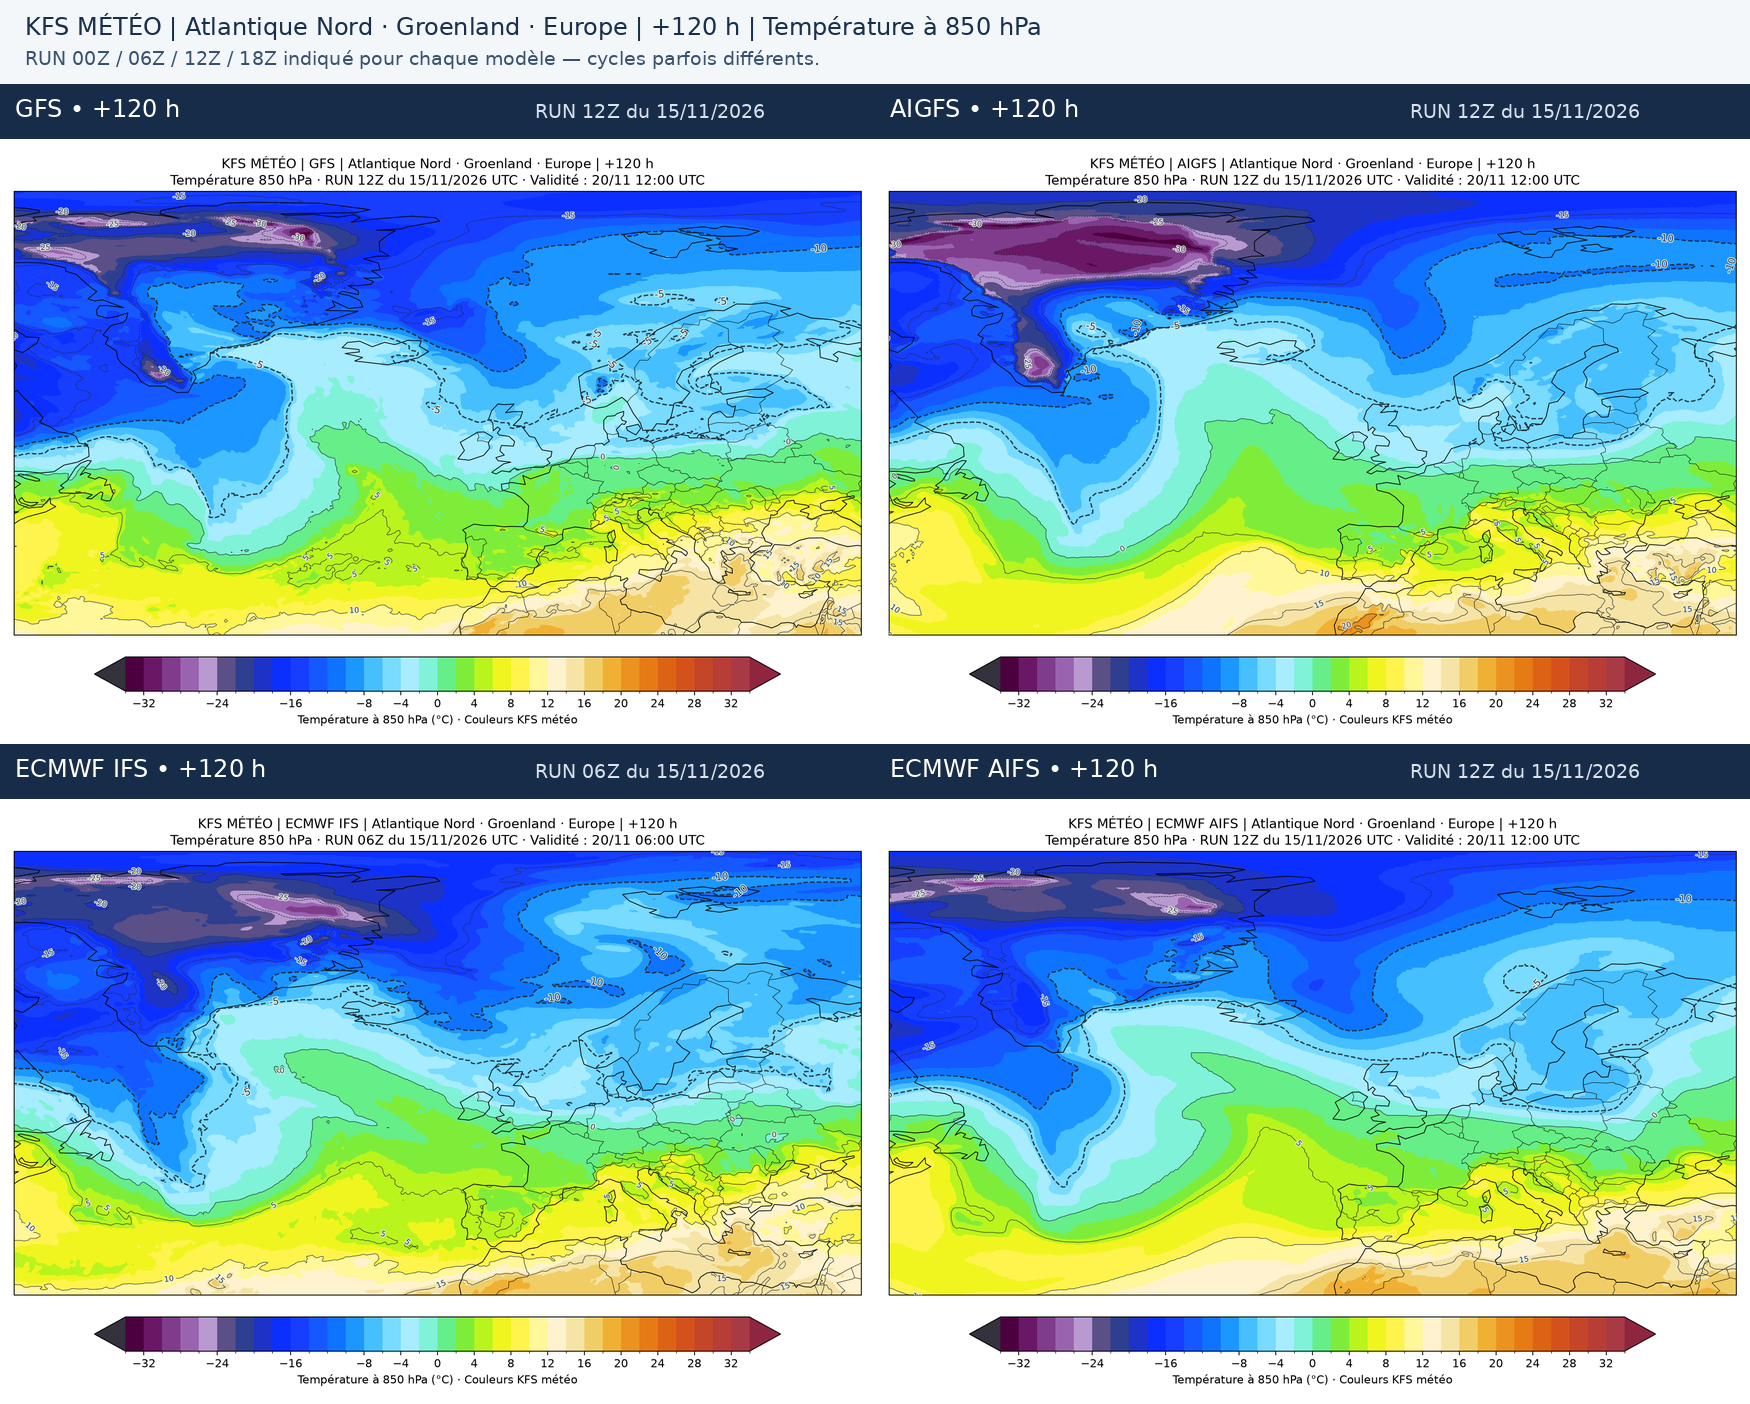 KFS MÉTÉO | Atlantique Nord · Groenland · Europe | +120 h | Température à 850 hPa
RUN 00Z / 06Z / 12Z / 18Z indiqué pour chaque modèle — cycles parfois différents.
GFS • +120 h
RUN 12Z du 15/11/2026
KFS MÉTÉO | GFS | Atlantique Nord · Groenland · Europe | +120 h
Température 850 hPa · RUN 12Z du 15/11/2026 UTC · Validité : 20/11 12:00 UTC
−32 −24 −16 −8 −4 0 4 8 12 16 20 24 28 32
Température à 850 hPa (°C) · Couleurs KFS météo
AIGFS • +120 h
RUN 12Z du 15/11/2026
KFS MÉTÉO | AIGFS | Atlantique Nord · Groenland · Europe | +120 h
Température 850 hPa · RUN 12Z du 15/11/2026 UTC · Validité : 20/11 12:00 UTC
−32 −24 −16 −8 −4 0 4 8 12 16 20 24 28 32
Température à 850 hPa (°C) · Couleurs KFS météo
ECMWF IFS • +120 h
RUN 06Z du 15/11/2026
KFS MÉTÉO | ECMWF IFS | Atlantique Nord · Groenland · Europe | +120 h
Température 850 hPa · RUN 06Z du 15/11/2026 UTC · Validité : 20/11 06:00 UTC
−32 −24 −16 −8 −4 0 4 8 12 16 20 24 28 32
Température à 850 hPa (°C) · Couleurs KFS météo
ECMWF AIFS • +120 h
RUN 12Z du 15/11/2026
KFS MÉTÉO | ECMWF AIFS | Atlantique Nord · Groenland · Europe | +120 h
Température 850 hPa · RUN 12Z du 15/11/2026 UTC · Validité : 20/11 12:00 UTC
−32 −24 −16 −8 −4 0 4 8 12 16 20 24 28 32
Température à 850 hPa (°C) · Couleurs KFS météo